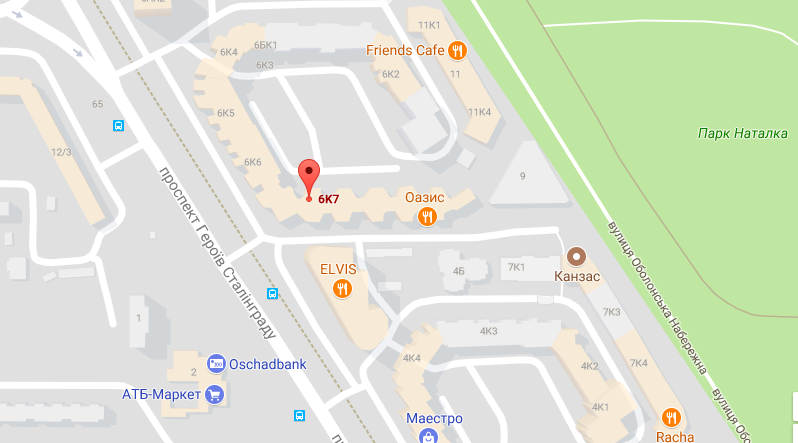 11K1
Friends Cafe
6K4
6БK1
6K3
6K2
11
65
6K5
11K4
Парк Наталка
12/3
6K6
9
6K7
Оазис
проспект Героїв Сталінграду
вулиця Оболонська Набережна
ELVIS
4Б
7K1
Канзас
1
7K3
4K3
Oschadbank
2
4K4
4K2
7K4
АТБ-Маркет
4K1
Маестро
Racha
вулиця Об